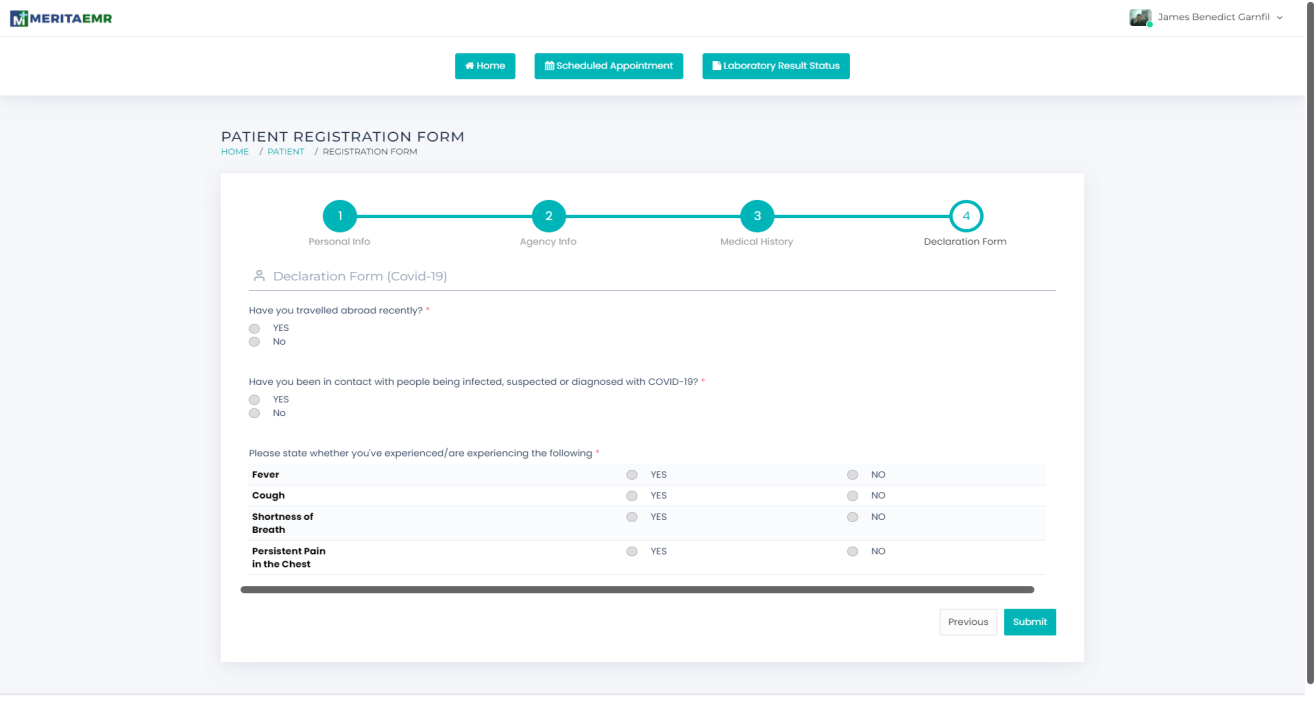 MERITAEMR
James Benedict Garnfil
Home
Scheduled Appointment
Laboratory Result Status
PATIENT REGISTRATION FORM
HOME / PATIENT / REGISTRATION FORM
1
2
3
4
Personal Info
Agency Info
Medical History
Declaration Form
Declaration Form (Covid-19)
Have you travelled abroad recently? *
YES
No
Have you been in contact with people being infected, suspected or diagnosed with COVID-19? *
YES
No
Please state whether you've experienced/are experiencing the following *
Fever YES NO
Cough YES NO
Shortness of YES NO
Breath
Persistent Pain YES NO
in the Chest
Previous
Submit